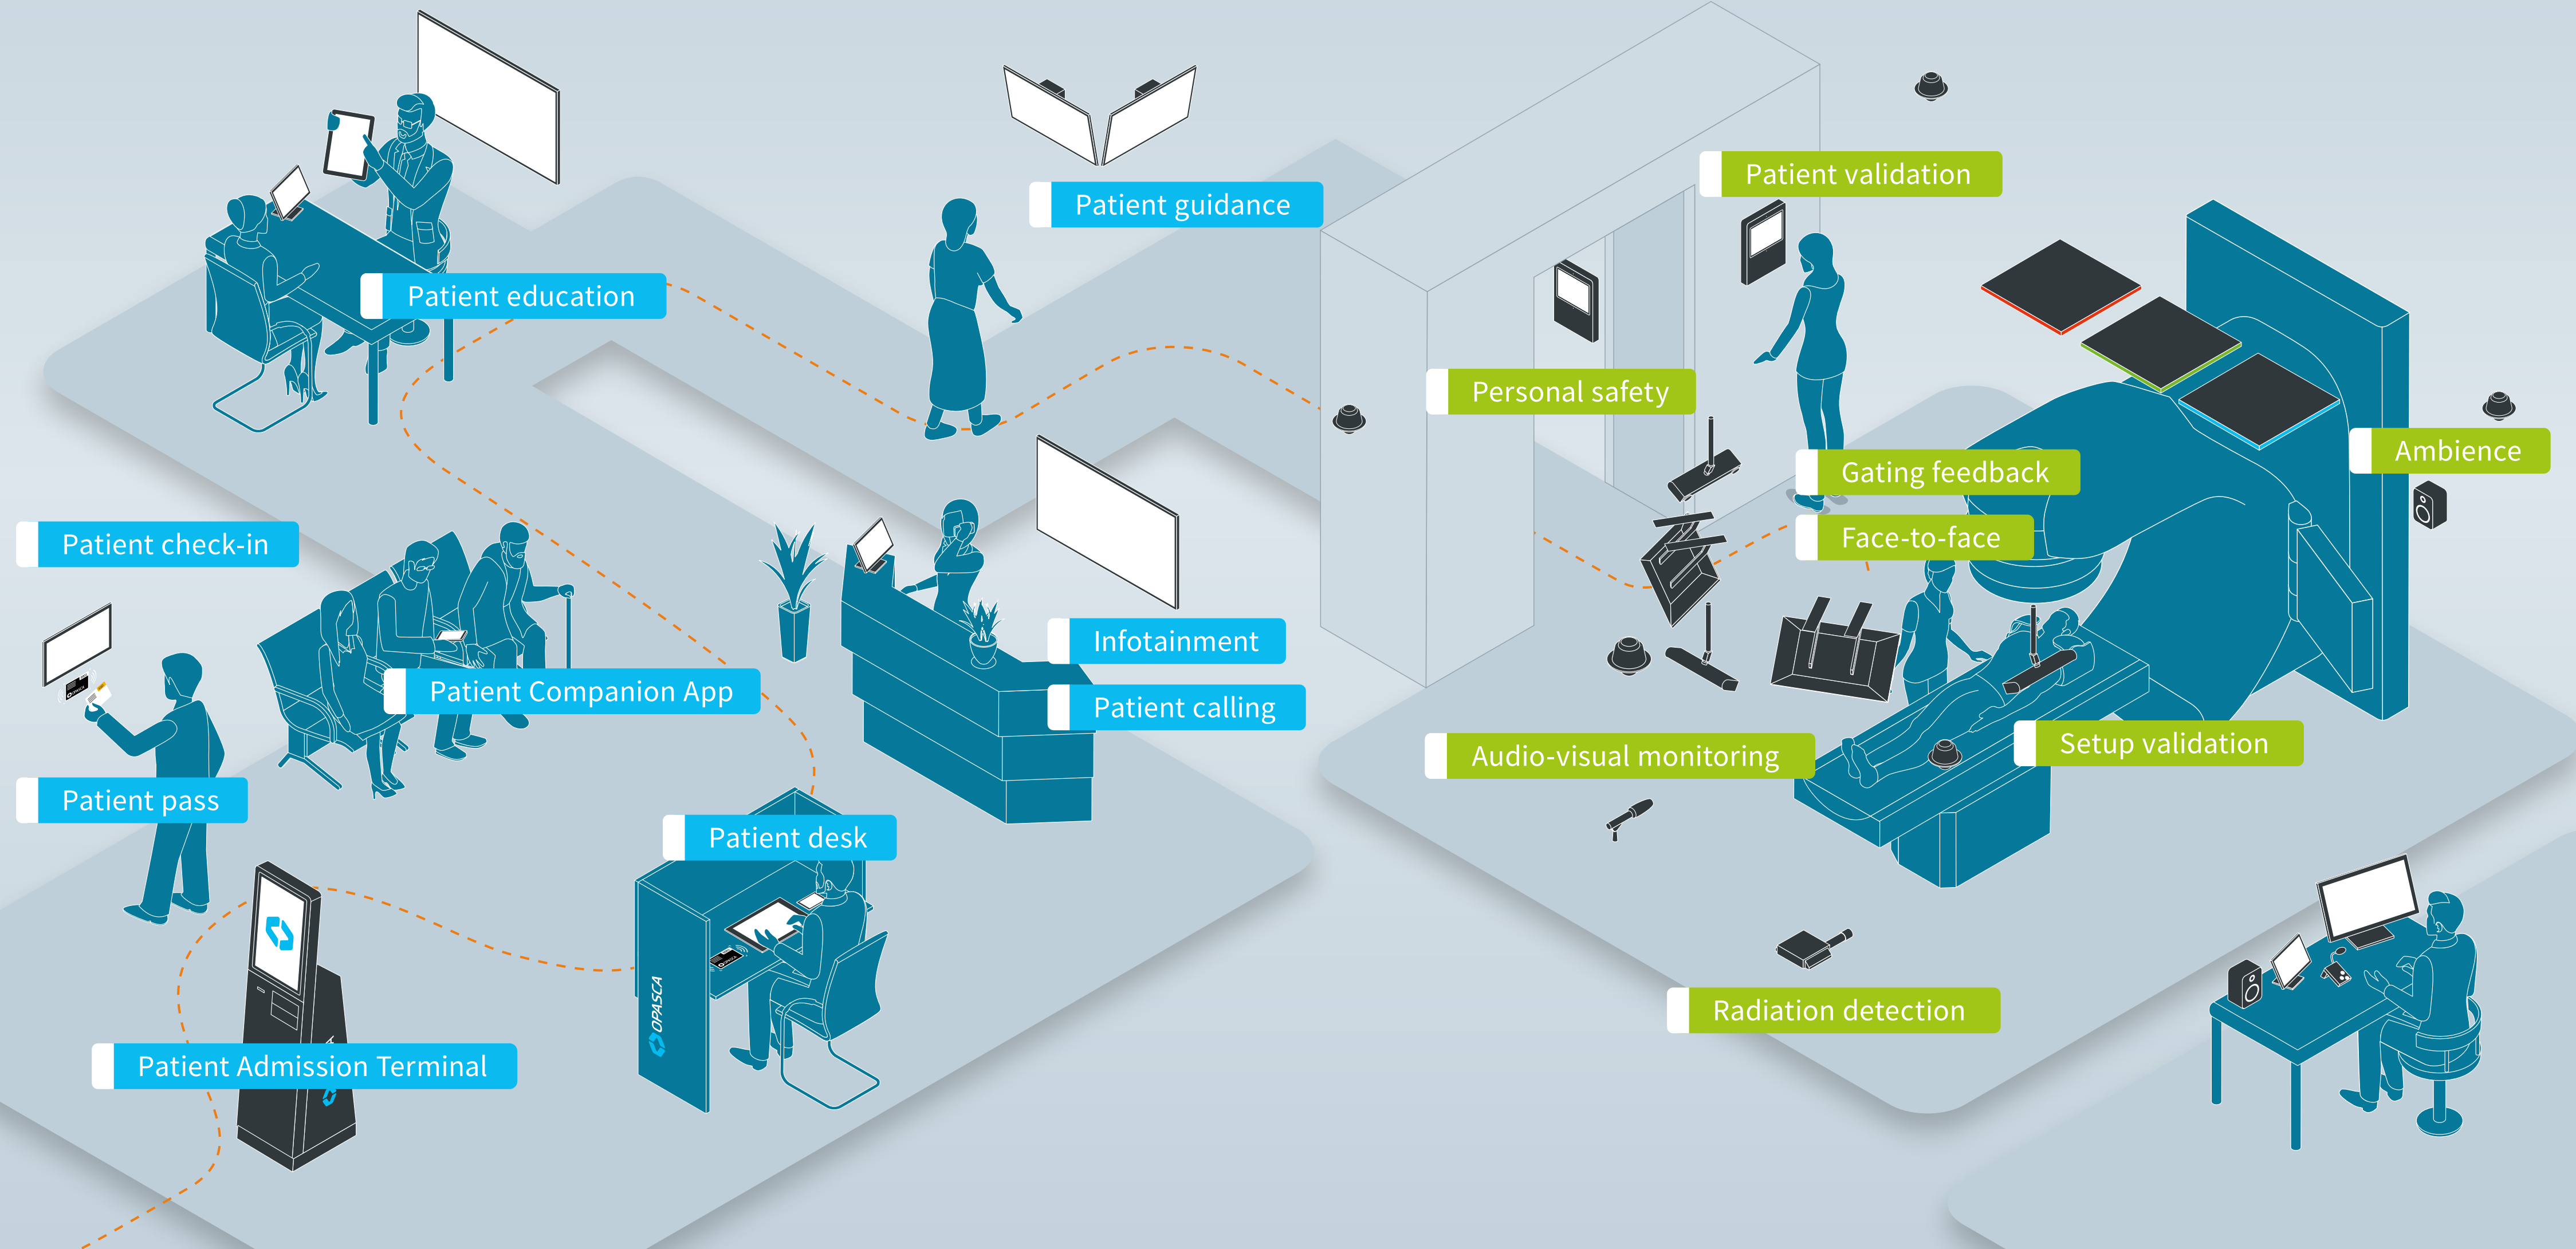 Patient education
Patient guidance
Patient validation
Personal safety
Gating feedback
Face-to-face
Ambience
Patient check-in
Patient Companion App
Infotainment
Patient calling
Patient pass
Patient desk
Audio-visual monitoring
Setup validation
Radiation detection
Patient Admission Terminal
OPASCA